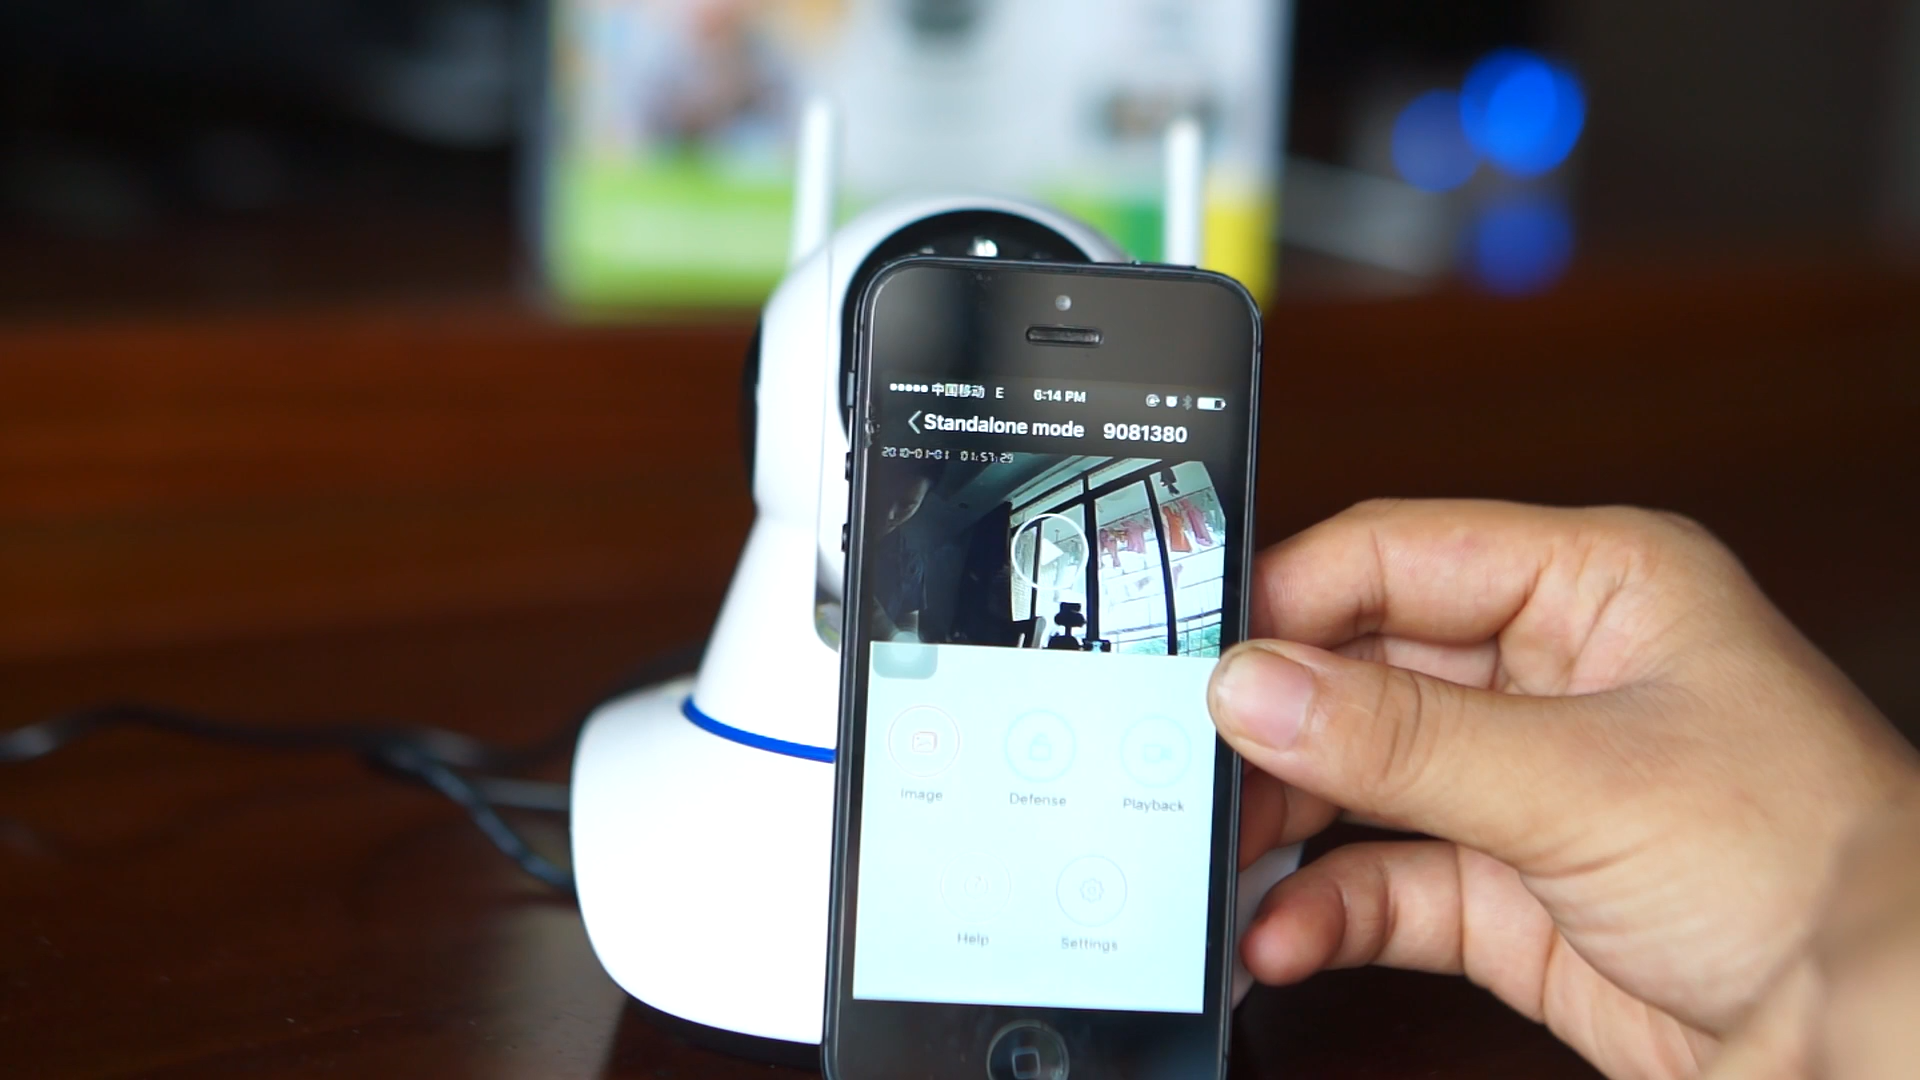 中国移动 E 6:14 PM
Standalone mode 9081380
2010-01-01 01:57:29
Image Defense Playback
Help Settings